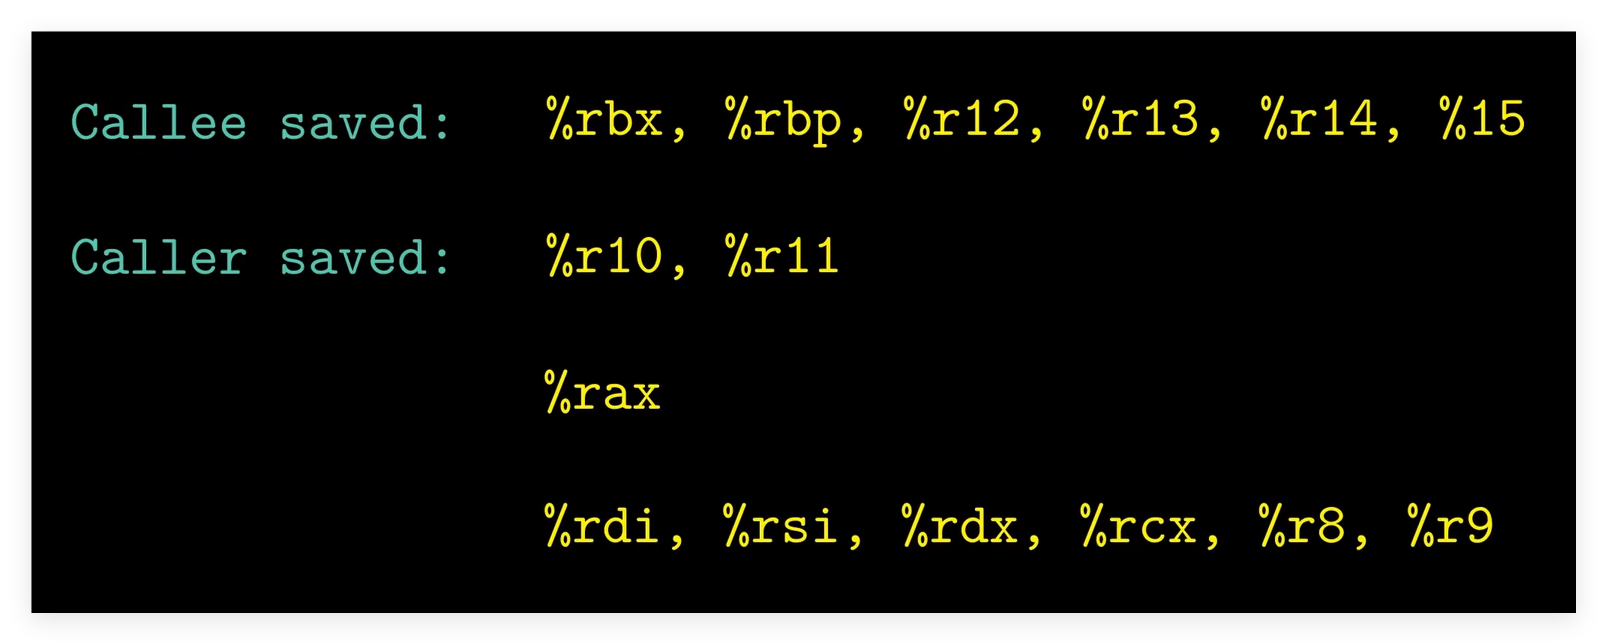 Callee saved: %rbx, %rbp, %r12, %r13, %r14, %15
Caller saved: %r10, %r11
%rax
%rdi, %rsi, %rdx, %rcx, %r8, %r9